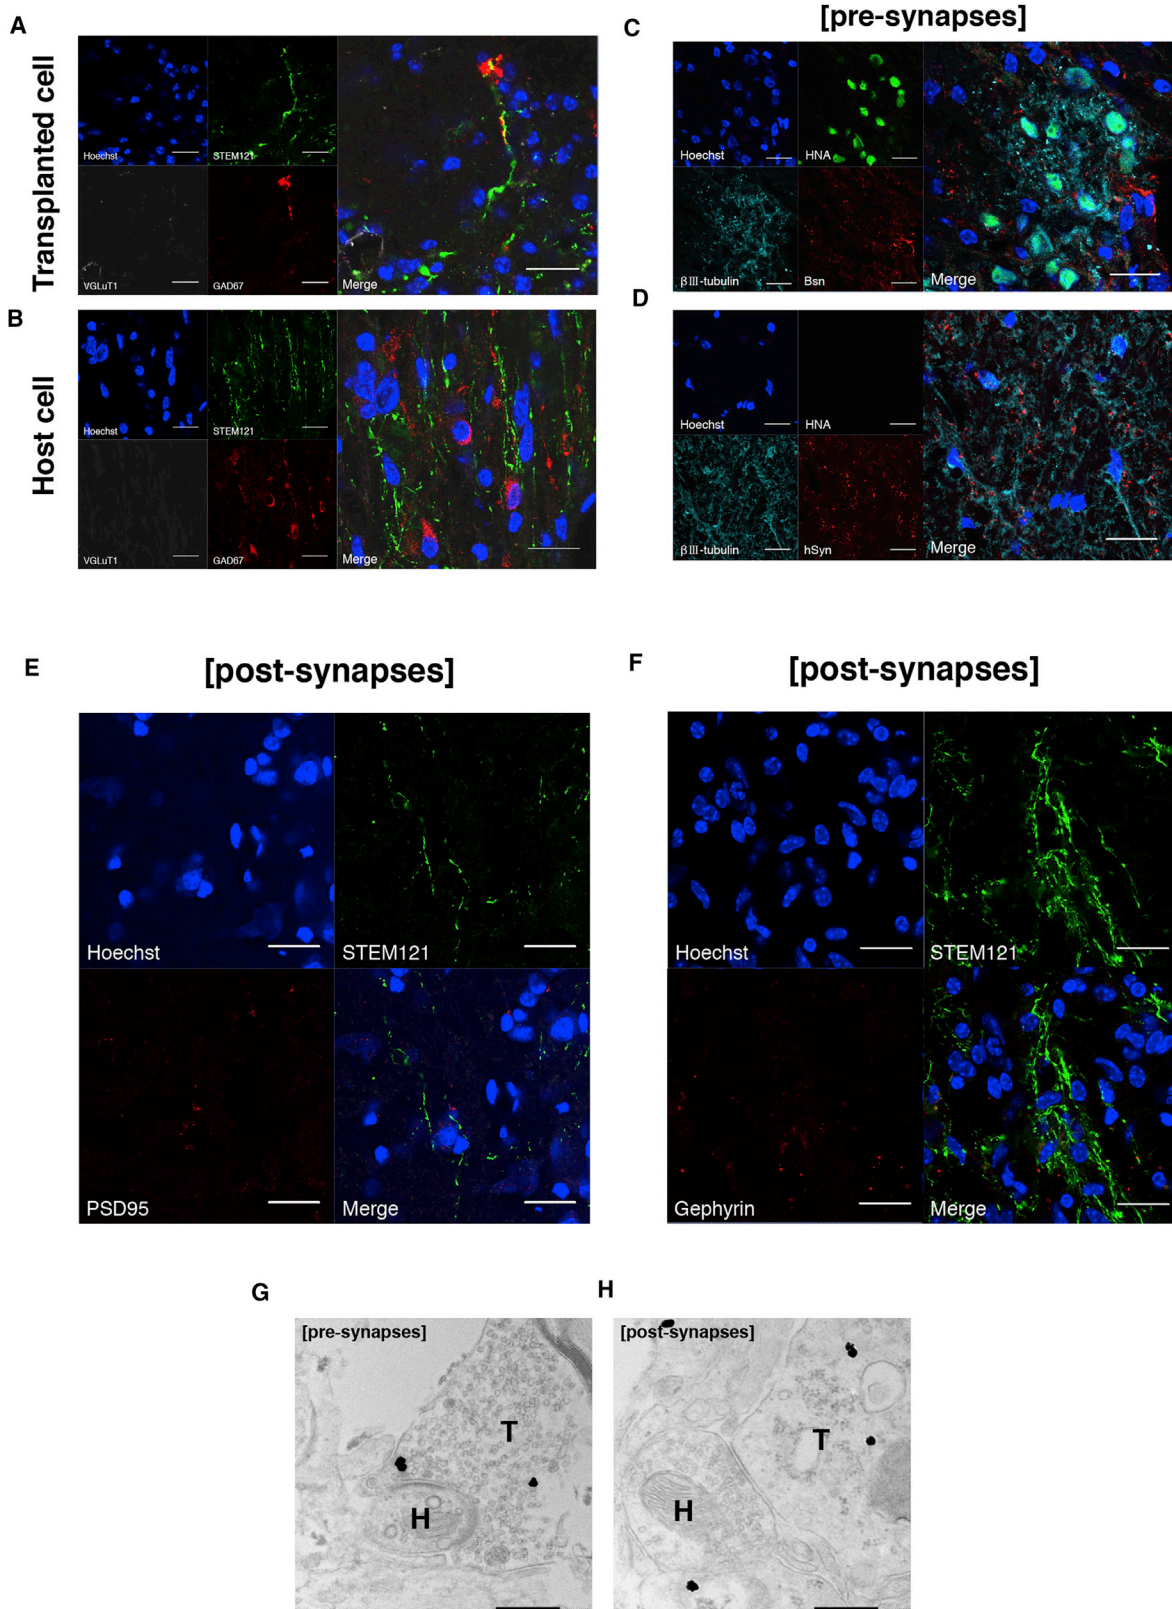 A
Transplanted cell
Hoechst
STEM121
VGLuT1
GAD67
Merge
B
Host cell
Hoechst
STEM121
VGLuT1
GAD67
Merge
[pre-synapses]
C
Hoechst
HNA
βIII-tubulin
Bsn
Merge
D
Hoechst
HNA
βIII-tubulin
hSyn
Merge
E
[post-synapses]
Hoechst
STEM121
PSD95
Merge
F
[post-synapses]
Hoechst
STEM121
Gephyrin
Merge
G
[pre-synapses]
T
H
H
[post-synapses]
T
H